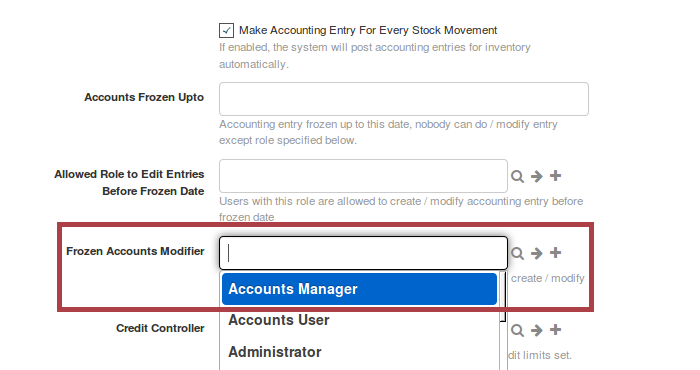 Make Accounting Entry For Every Stock Movement
If enabled, the system will post accounting entries for inventory
automatically.
Accounts Frozen Upto
Accounting entry frozen up to this date, nobody can do / modify entry
except role specified below.
Allowed Role to Edit Entries
Before Frozen Date
Users with this role are allowed to create / modify accounting entry before
frozen date
Frozen Accounts Modifier
Accounts Manager
create / modify
Accounts User
Credit Controller
Administrator
dit limits set.